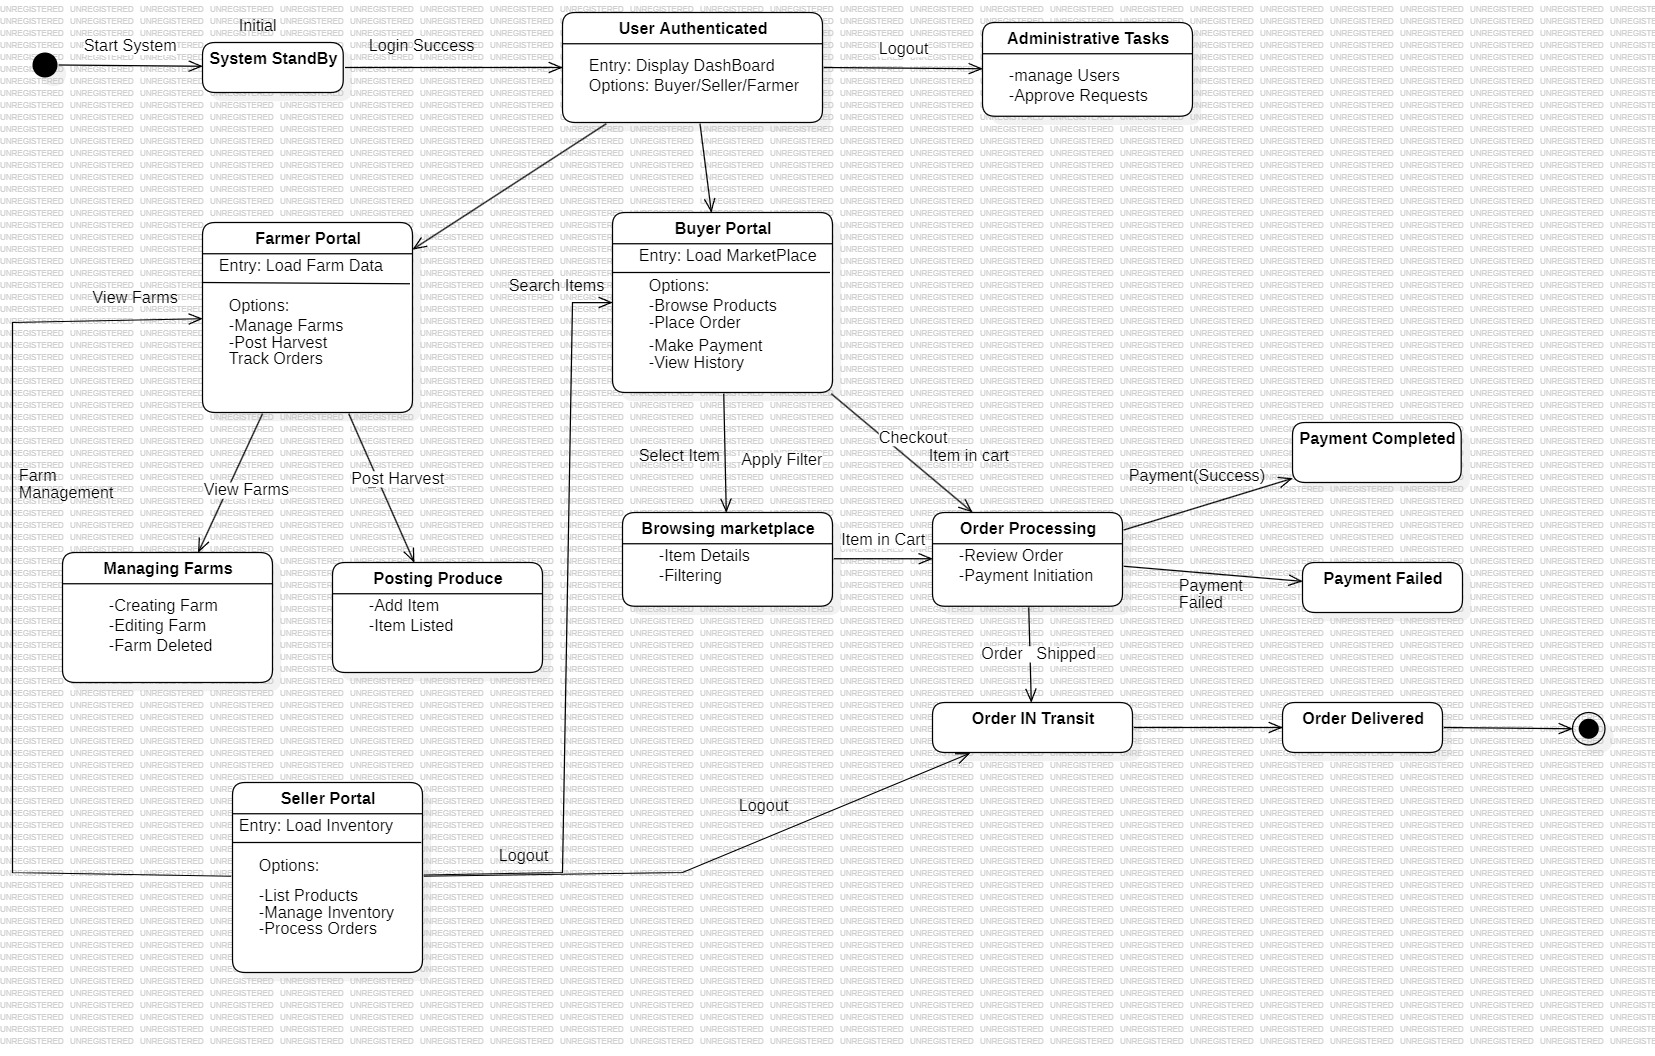 Initial
Start System
System StandBy
Login Success
User Authenticated
Entry: Display DashBoard
Options: Buyer/Seller/Farmer
Logout
Administrative Tasks
-manage Users
-Approve Requests
Farmer Portal
Entry: Load Farm Data
Options:
-Manage Farms
-Post Harvest
Track Orders
View Farms
Buyer Portal
Entry: Load MarketPlace
Options:
-Browse Products
-Place Order
-Make Payment
-View History
Search Items
Farm
Management
View Farms
Post Harvest
Select Item
Apply Filter
Checkout
Item in cart
Payment(Success)
Payment Completed
Managing Farms
-Creating Farm
-Editing Farm
-Farm Deleted
Posting Produce
-Add Item
-Item Listed
Browsing marketplace
-Item Details
-Filtering
Item in Cart
Order Processing
-Review Order
-Payment Initiation
Payment
Failed
Payment Failed
Order Shipped
Order IN Transit
Order Delivered
Seller Portal
Entry: Load Inventory
Options:
-List Products
-Manage Inventory
-Process Orders
Logout
Logout
UNREGISTERED